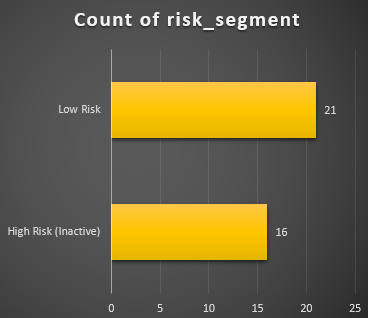 Count of risk_segment
Low Risk
21
High Risk (Inactive)
16
0 5 10 15 20 25